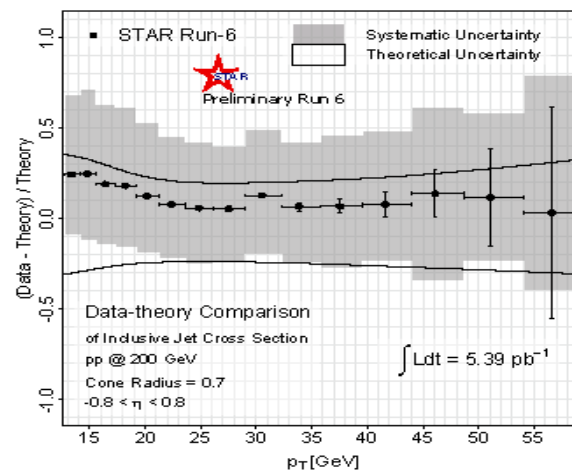 STAR Run-6
Systematic Uncertainty
Theoretical Uncertainty
STAR
Preliminary Run 6
(Data - Theory) / Theory
1.0
0.5
0.0
-0.5
-1.0
Data-theory Comparison
of Inclusive Jet Cross Section
pp @ 200 GeV
Cone Radius = 0.7
-0.8 < η < 0.8
∫ Ldt = 5.39 pb⁻¹
15 20 25 30 35 40 45 50 55
p_T [GeV]